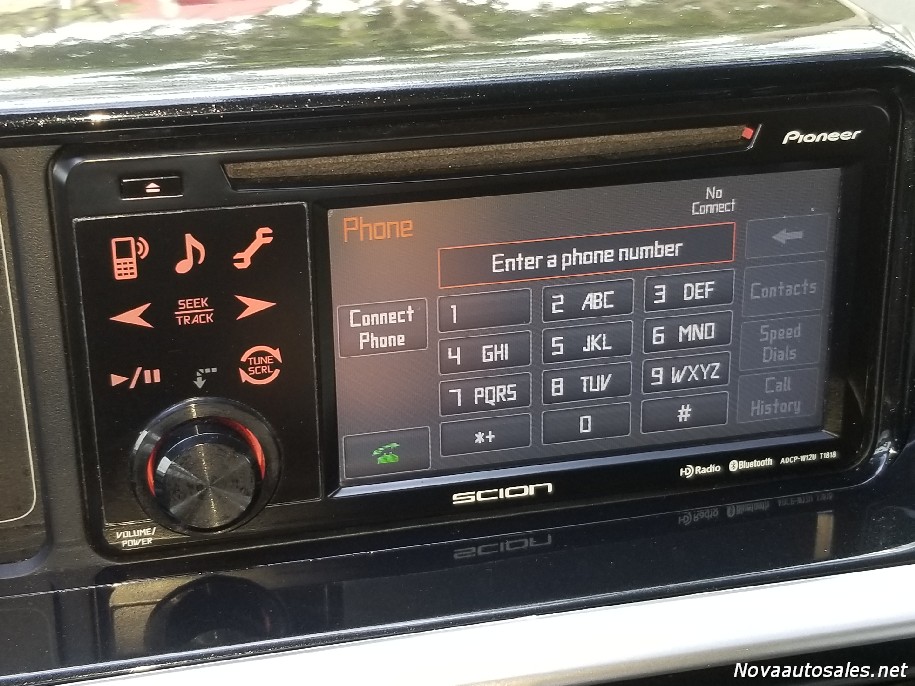 Pioneer
Phone
No
Connect
Enter a phone number
Connect
Phone
1
2 ABC
3 DEF
4 GHI
5 JKL
6 MNO
7 PQRS
8 TUV
9 WXYZ
*+
0
#
Contacts
Speed
Dials
Call
History
SEEK
TRACK
TUNE
SCRL
VOLUME/
POWER
SCION
HD Radio Bluetooth ADCP-W12U T1818
Novaautosales.net